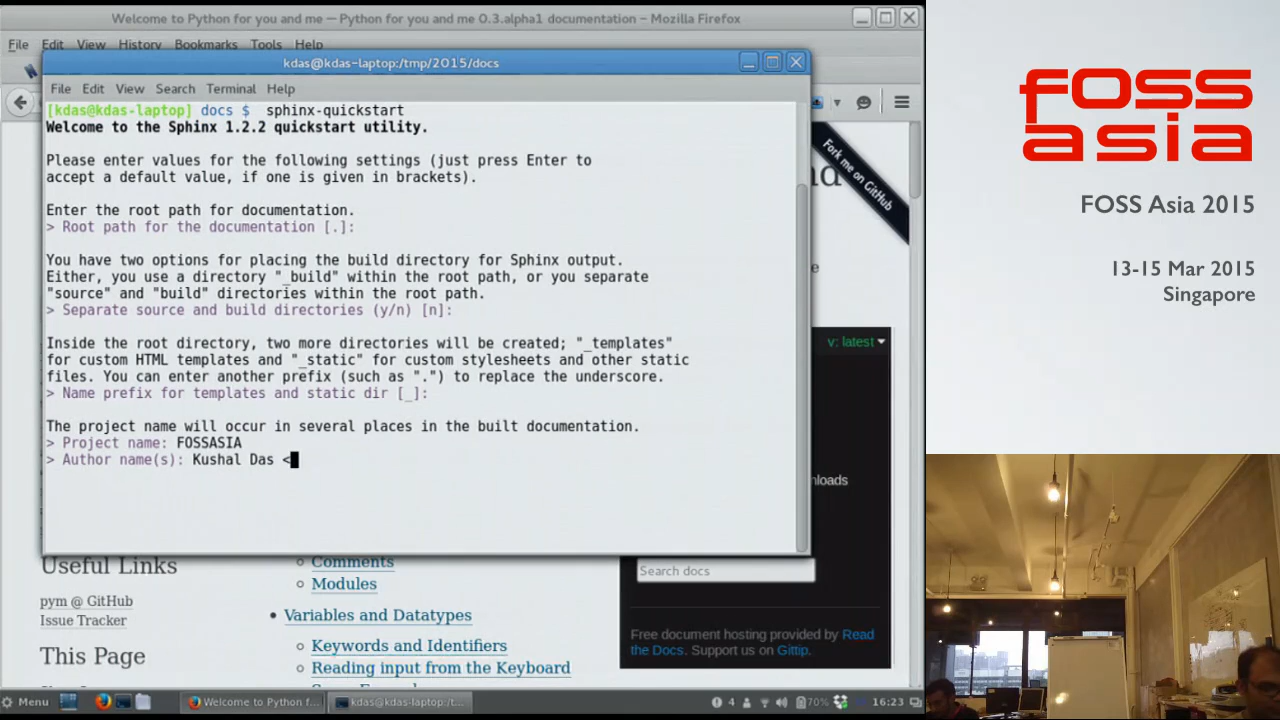 Welcome to Python for you and me — Python for you and me 0.3.alpha1 documentation - Mozilla Firefox
File Edit View History Bookmarks Tools Help
kdas@kdas-laptop:/tmp/2015/docs
File Edit View Search Terminal Help
[kdas@kdas-laptop] docs $ sphinx-quickstart
Welcome to the Sphinx 1.2.2 quickstart utility.
Please enter values for the following settings (just press Enter to
accept a default value, if one is given in brackets).
Enter the root path for documentation.
> Root path for the documentation [.]:
You have two options for placing the build directory for Sphinx output.
Either, you use a directory "_build" within the root path, or you separate
"source" and "build" directories within the root path.
> Separate source and build directories (y/n) [n]:
Inside the root directory, two more directories will be created; "_templates"
for custom HTML templates and "_static" for custom stylesheets and other static
files. You can enter another prefix (such as ".") to replace the underscore.
> Name prefix for templates and static dir [_]:
The project name will occur in several places in the built documentation.
> Project name: FOSSASIA
> Author name(s): Kushal Das <
Fork me on GitHub
nd
e
v: latest
nloads
Search docs
Free document hosting provided by Read
the Docs. Support us on Gittip.
Useful Links
pym @ GitHub
Issue Tracker
This Page
Comments
Modules
Variables and Datatypes
Keywords and Identifiers
Reading input from the Keyboard
Menu
Welcome to Python f...
kdas@kdas-laptop:/t...
4
70%
16:23
FOSS
asia
FOSS Asia 2015
13-15 Mar 2015
Singapore